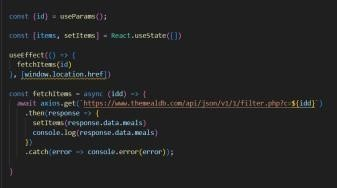 const {id} = useParams();
const [items, setItems] = React.useState([])
useEffect(() => {
fetchItems(id)
}, [window.location.href])
const fetchItems = async (idd) => {
await axios.get(`https://www.themealdb.com/api/json/v1/1/filter.php?c=${idd}`)
.then(response => {
setItems(response.data.meals)
console.log(response.data.meals)
})
.catch(error => console.error(error));
}